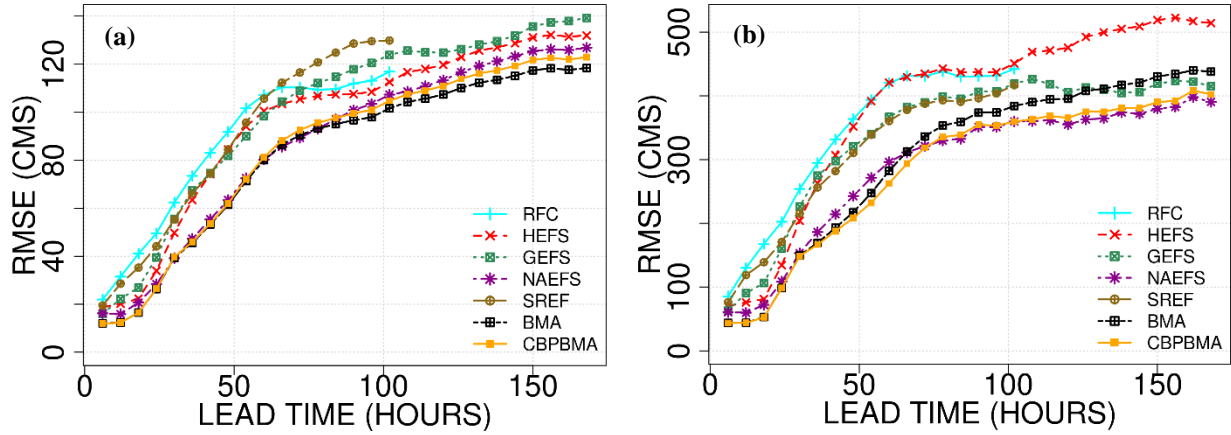 (a)
RMSE (CMS)
0
40
80
120
0
50
100
150
LEAD TIME (HOURS)
RFC
HEFS
GEFS
NAEFS
SREF
BMA
CBPBMA
(b)
RMSE (CMS)
0
100
300
500
0
50
100
150
LEAD TIME (HOURS)
RFC
HEFS
GEFS
NAEFS
SREF
BMA
CBPBMA